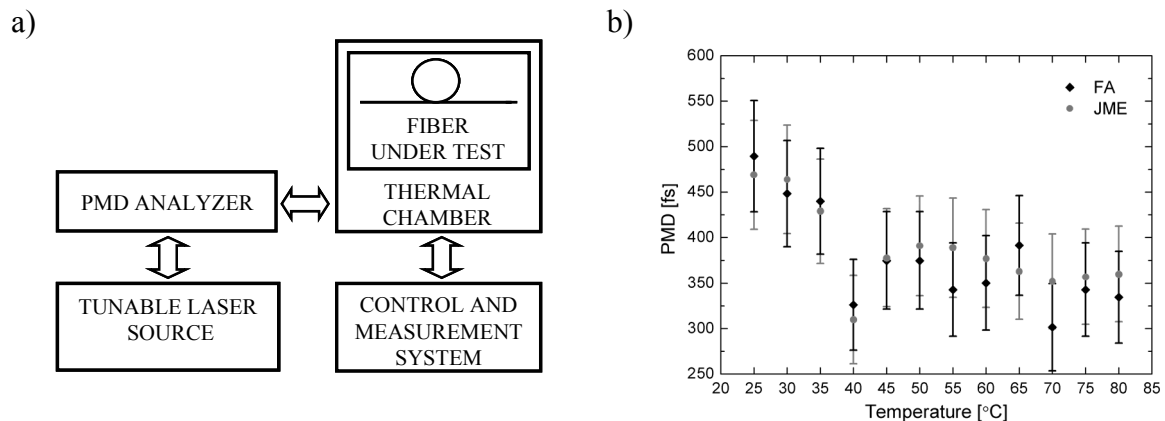 a)
FIBER
UNDER TEST
THERMAL
CHAMBER
PMD ANALYZER
TUNABLE LASER
SOURCE
CONTROL AND
MEASUREMENT
SYSTEM
b)
600
550
500
450
400
350
300
250
PMD [fs]
FA
JME
20 25 30 35 40 45 50 55 60 65 70 75 80 85
Temperature [°C]